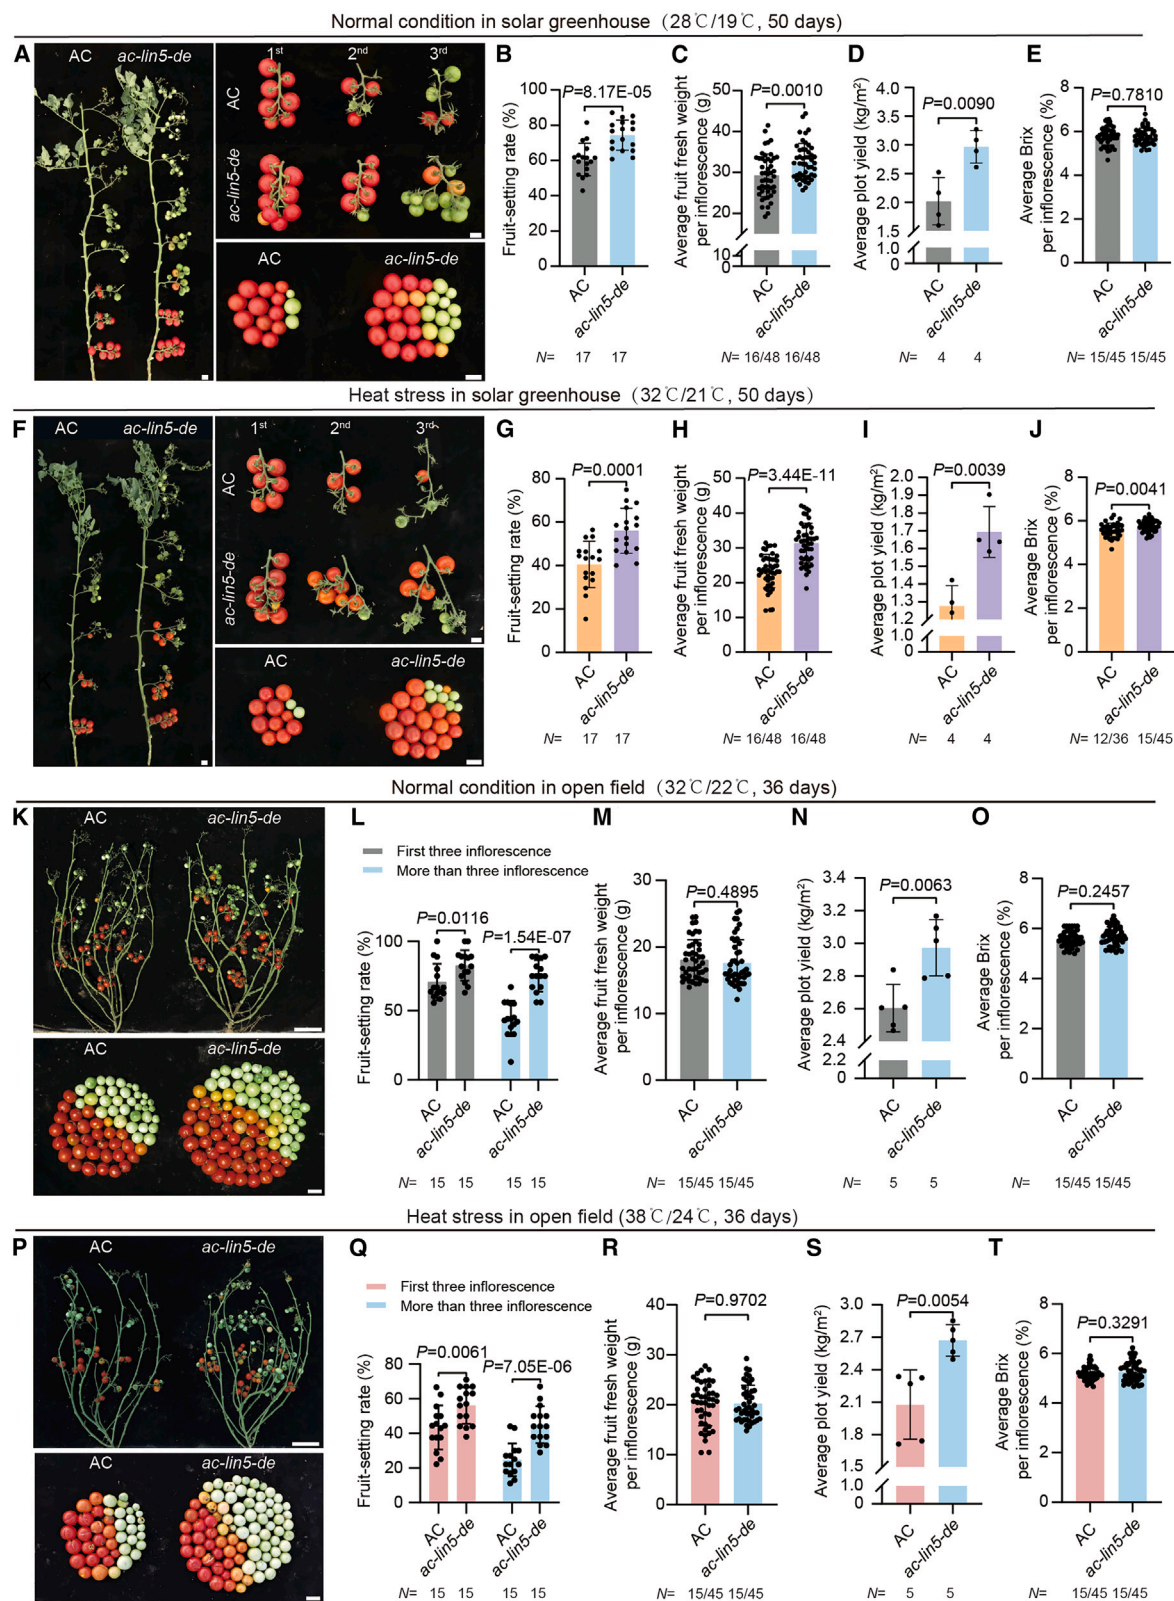 Normal condition in solar greenhouse (28℃/19℃, 50 days)
A
AC
ac-lin5-de
1st
2nd
3rd
AC
ac-lin5-de
AC
ac-lin5-de
B
Fruit-setting rate (%)
100
80
60
40
20
0
P=8.17E-05
AC
ac-lin5-de
N= 17 17
C
Average fruit fresh weight
per inflorescence (g)
50
40
30
20
10
0
P=0.0010
AC
ac-lin5-de
N= 16/48 16/48
D
Average plot yield (kg/m²)
4.0
3.5
3.0
2.5
2.0
1.5
1.0
0
P=0.0090
AC
ac-lin5-de
N= 4 4
E
Average Brix
per inflorescence (%)
8
6
4
2
0
P=0.7810
AC
ac-lin5-de
N= 15/45 15/45
Heat stress in solar greenhouse (32℃/21℃, 50 days)
F
AC
ac-lin5-de
1st
2nd
3rd
AC
ac-lin5-de
AC
ac-lin5-de
K
G
Fruit-setting rate (%)
80
60
40
20
0
P=0.0001
AC
ac-lin5-de
N= 17 17
H
Average fruit fresh weight
per inflorescence (g)
50
40
30
20
10
0
P=3.44E-11
AC
ac-lin5-de
N= 16/48 16/48
I
Average plot yield (kg/m²)
2.0
1.9
1.8
1.7
1.6
1.5
1.4
1.3
1.2
1.0
0
P=0.0039
AC
ac-lin5-de
N= 4 4
J
Average Brix
per inflorescence (%)
8
6
4
2
0
P=0.0041
AC
ac-lin5-de
N= 12/36 15/45
Normal condition in open field (32℃/22℃, 36 days)
K
AC
ac-lin5-de
AC
ac-lin5-de
L
First three inflorescence
More than three inflorescence
Fruit-setting rate (%)
100
50
0
P=0.0116
P=1.54E-07
AC
ac-lin5-de
AC
ac-lin5-de
N= 15 15 15 15
M
Average fruit fresh weight
per inflorescence (g)
30
20
10
0
P=0.4895
AC
ac-lin5-de
N= 15/45 15/45
N
Average plot yield (kg/m²)
3.4
3.2
3.0
2.8
2.6
2.4
2.2
0
P=0.0063
AC
ac-lin5-de
N= 5 5
O
Average Brix
per inflorescence (%)
8
6
4
2
0
P=0.2457
AC
ac-lin5-de
N= 15/45 15/45
Heat stress in open field (38℃/24℃, 36 days)
P
AC
ac-lin5-de
AC
ac-lin5-de
Q
First three inflorescence
More than three inflorescence
Fruit-setting rate (%)
80
60
40
20
0
P=0.0061
P=7.05E-06
AC
ac-lin5-de
AC
ac-lin5-de
N= 15 15 15 15
R
Average fruit fresh weight
per inflorescence (g)
40
30
20
10
0
P=0.9702
AC
ac-lin5-de
N= 15/45 15/45
S
Average plot yield (kg/m²)
3.0
2.7
2.4
2.1
1.8
1.5
1.0
0
P=0.0054
AC
ac-lin5-de
N= 5 5
T
Average Brix
per inflorescence (%)
8
6
4
2
0
P=0.3291
AC
ac-lin5-de
N= 15/45 15/45